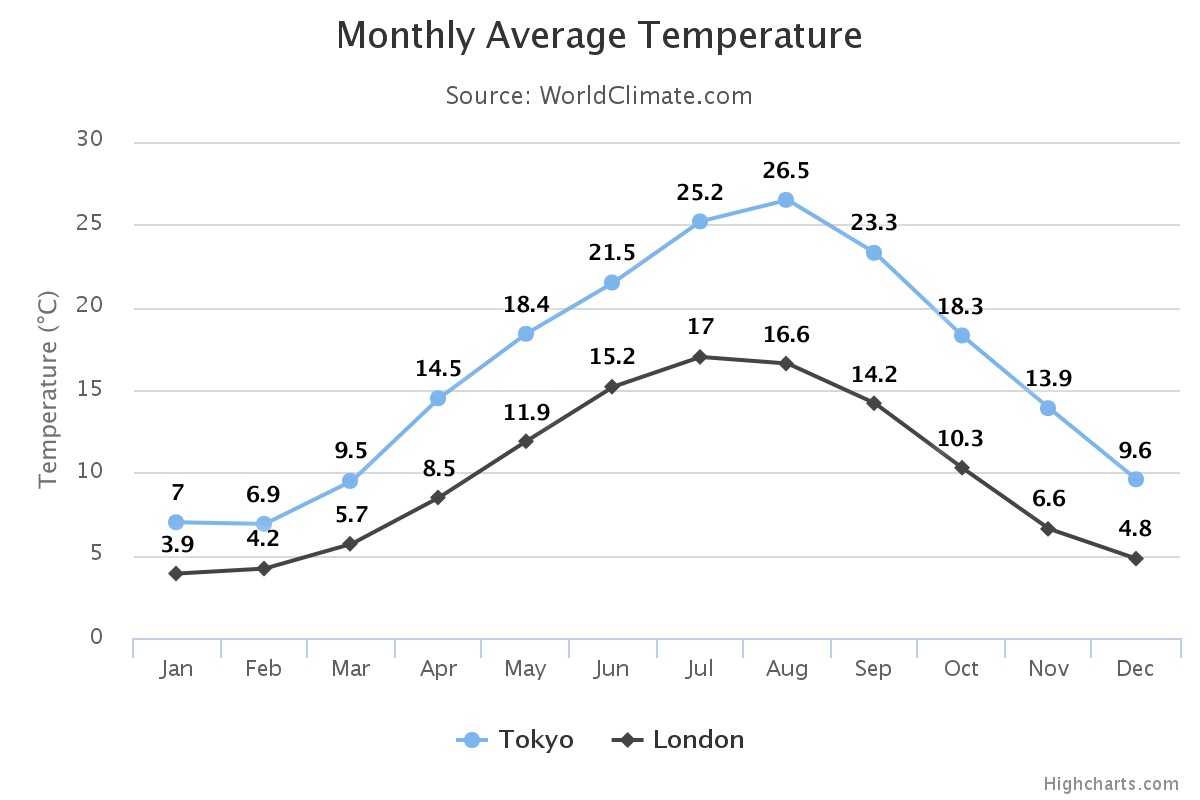 Monthly Average Temperature
Source: WorldClimate.com
Temperature (°C)
30
25
20
15
10
5
0
7 6.9 9.5 14.5 18.4 21.5 25.2 26.5 23.3 18.3 13.9 9.6
3.9 4.2 5.7 8.5 11.9 15.2 17 16.6 14.2 10.3 6.6 4.8
Jan Feb Mar Apr May Jun Jul Aug Sep Oct Nov Dec
Tokyo London
Highcharts.com